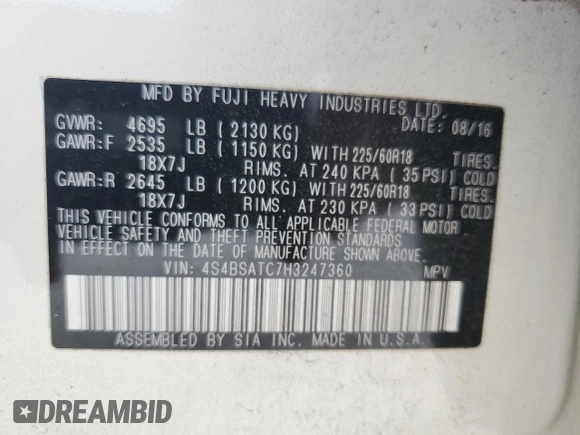 MFD BY FUJI HEAVY INDUSTRIES LTD.
GVWR: 4695 LB (2130 KG) DATE: 08/16
GAWR:F 2535 LB (1150 KG) WITH 225/60R18 TIRES.
18X7J RIMS. AT 240 KPA (35 PSI) COLD
GAWR:R 2645 LB (1200 KG) WITH 225/60R18 TIRES.
18X7J RIMS. AT 230 KPA (33 PSI) COLD
THIS VEHICLE CONFORMS TO ALL APPLICABLE FEDERAL MOTOR
VEHICLE SAFETY AND THEFT PREVENTION STANDARDS
IN EFFECT ON THE DATE OF MANUFACTURE SHOWN ABOVE.
VIN: 4S4BSATC7H3247360 MPV
ASSEMBLED BY SIA INC. MADE IN U.S.A.
DREAMBID